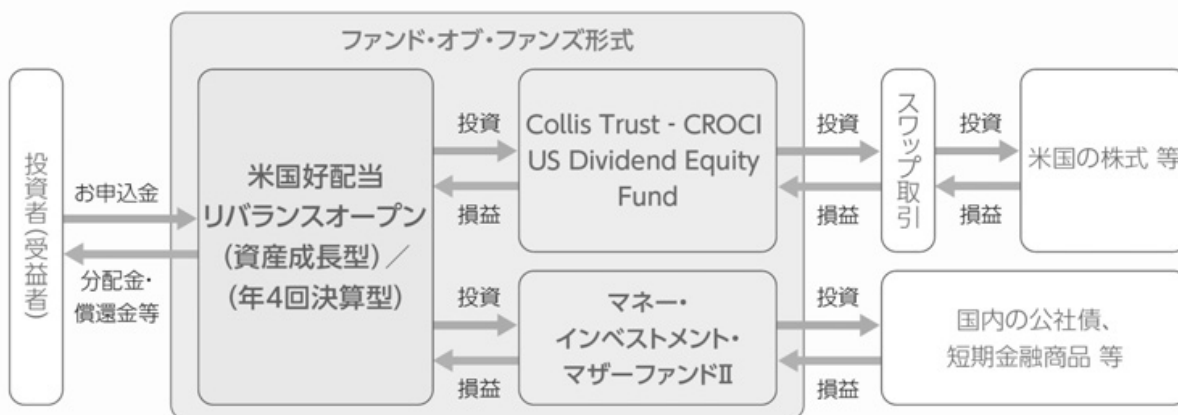 ファンド・オブ・ファンズ形式
投資者(受益者)
お申込金
分配金・
償還金等
米国好配当
リバランスオープン
(資産成長型)／
(年4回決算型)
投資
損益
Collis Trust - CROCI
US Dividend Equity
Fund
投資
損益
スワップ取引
投資
損益
米国の株式 等
投資
損益
マネー・
インベストメント・
マザーファンドⅡ
投資
損益
国内の公社債、
短期金融商品 等